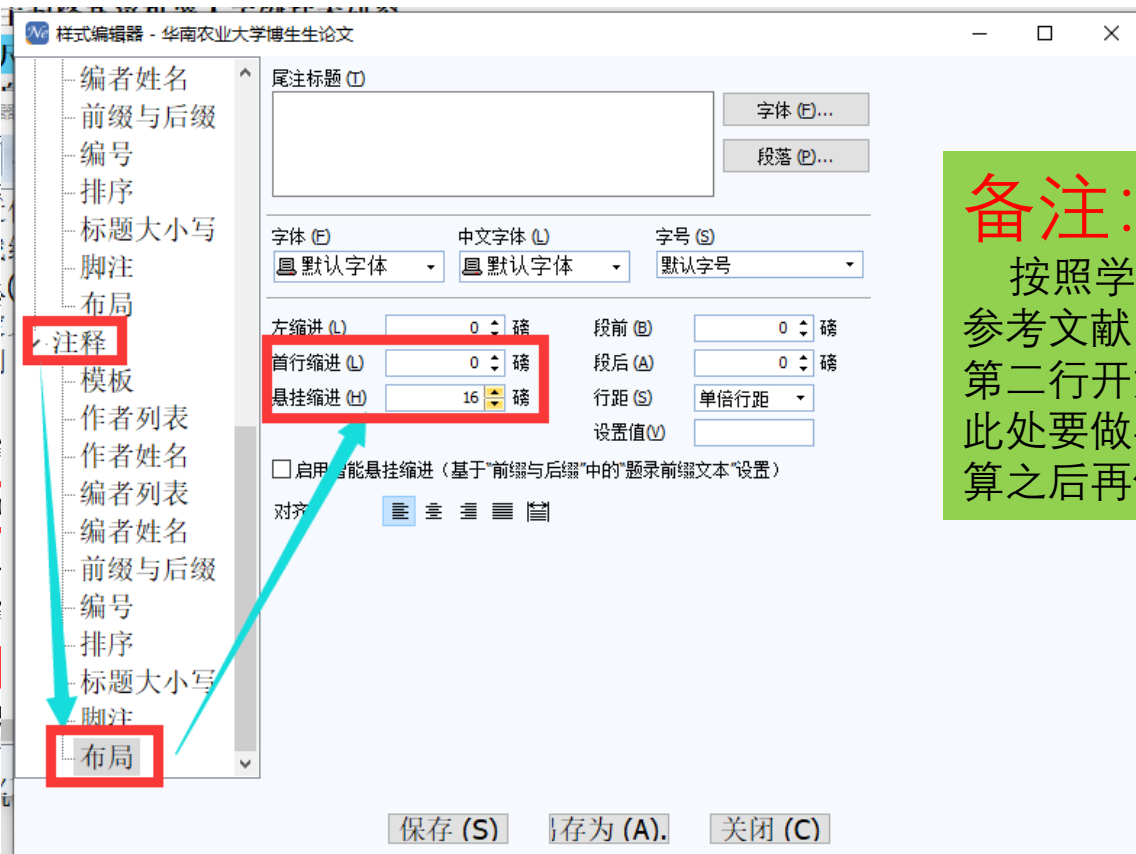 Ne 样式编辑器 - 华南农业大学博生生论文
编者姓名
前缀与后缀
编号
排序
标题大小写
脚注
布局
注释
模板
作者列表
作者姓名
编者列表
编者姓名
前缀与后缀
编号
排序
标题大小写
脚注
布局
尾注标题 (T)
字体 (F)...
段落 (P)...
字体 (F) 中文字体 (L) 字号 (S)
默认字体 默认字体 默认字号
左缩进 (L) 0 磅 段前 (B) 0 磅
首行缩进 (L) 0 磅 段后 (A) 0 磅
悬挂缩进 (H) 16 磅 行距 (S) 单倍行距
设置值(V)
启用智能悬挂缩进（基于"前缀与后缀"中的"题录前缀文本"设置）
对齐
保存 (S) 存为 (A). 关闭 (C)
备注：
按照学
参考文献
第二行开
此处要做
算之后再